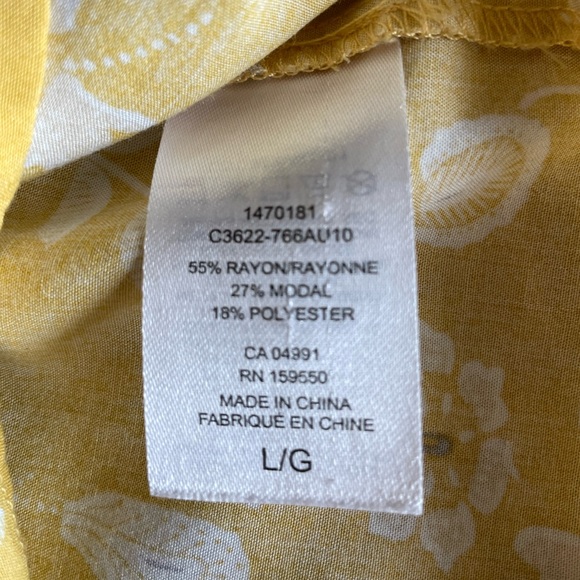 1470181
C3622-766AU10
55% RAYON/RAYONNE
27% MODAL
18% POLYESTER
CA 04991
RN 159550
MADE IN CHINA
FABRIQUÉ EN CHINE
L/G